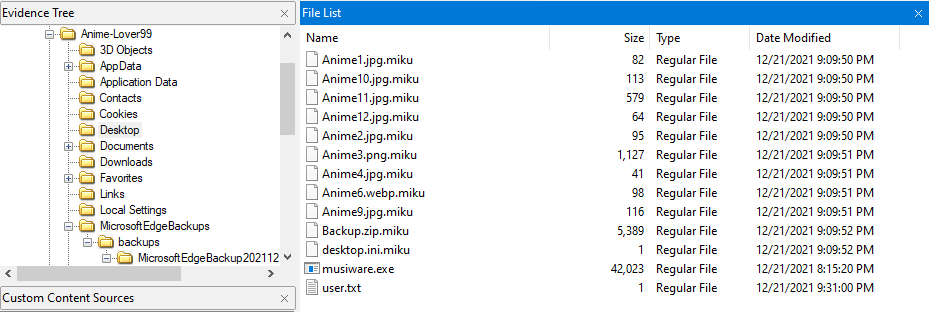 Evidence Tree
Anime-Lover99
3D Objects
AppData
Application Data
Contacts
Cookies
Desktop
Documents
Downloads
Favorites
Links
Local Settings
MicrosoftEdgeBackups
backups
MicrosoftEdgeBackup202112
Custom Content Sources
File List
Name Size Type Date Modified
Anime1.jpg.miku 82 Regular File 12/21/2021 9:09:50 PM
Anime10.jpg.miku 113 Regular File 12/21/2021 9:09:50 PM
Anime11.jpg.miku 579 Regular File 12/21/2021 9:09:50 PM
Anime12.jpg.miku 64 Regular File 12/21/2021 9:09:50 PM
Anime2.jpg.miku 95 Regular File 12/21/2021 9:09:50 PM
Anime3.png.miku 1,127 Regular File 12/21/2021 9:09:51 PM
Anime4.jpg.miku 41 Regular File 12/21/2021 9:09:51 PM
Anime6.webp.miku 98 Regular File 12/21/2021 9:09:51 PM
Anime9.jpg.miku 116 Regular File 12/21/2021 9:09:51 PM
Backup.zip.miku 5,389 Regular File 12/21/2021 9:09:52 PM
desktop.ini.miku 1 Regular File 12/21/2021 9:09:52 PM
musiware.exe 42,023 Regular File 12/21/2021 8:15:20 PM
user.txt 1 Regular File 12/21/2021 9:31:00 PM